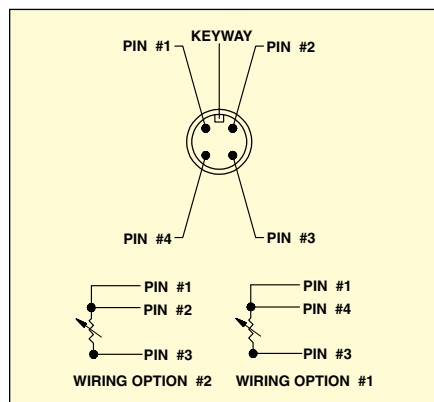 KEYWAY
PIN #1 PIN #2
PIN #4 PIN #3
PIN #1 PIN #1
PIN #2 PIN #4
PIN #3 PIN #3
WIRING OPTION #2 WIRING OPTION #1